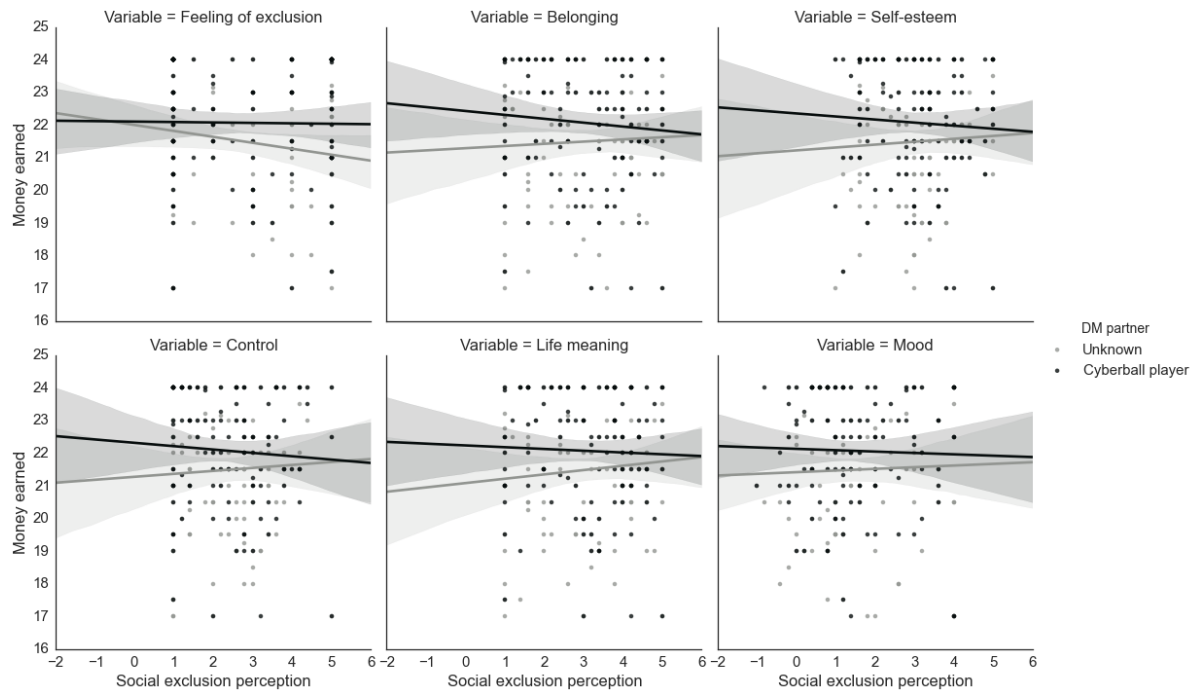 Variable = Feeling of exclusion
Variable = Belonging
Variable = Self-esteem
25
24
23
22
21
20
19
18
17
16
Money earned
DM partner
Unknown
Cyberball player
Variable = Control
Variable = Life meaning
Variable = Mood
25
24
23
22
21
20
19
18
17
16
Money earned
−2 −1 0 1 2 3 4 5 6
−2 −1 0 1 2 3 4 5 6
−2 −1 0 1 2 3 4 5 6
Social exclusion perception
Social exclusion perception
Social exclusion perception